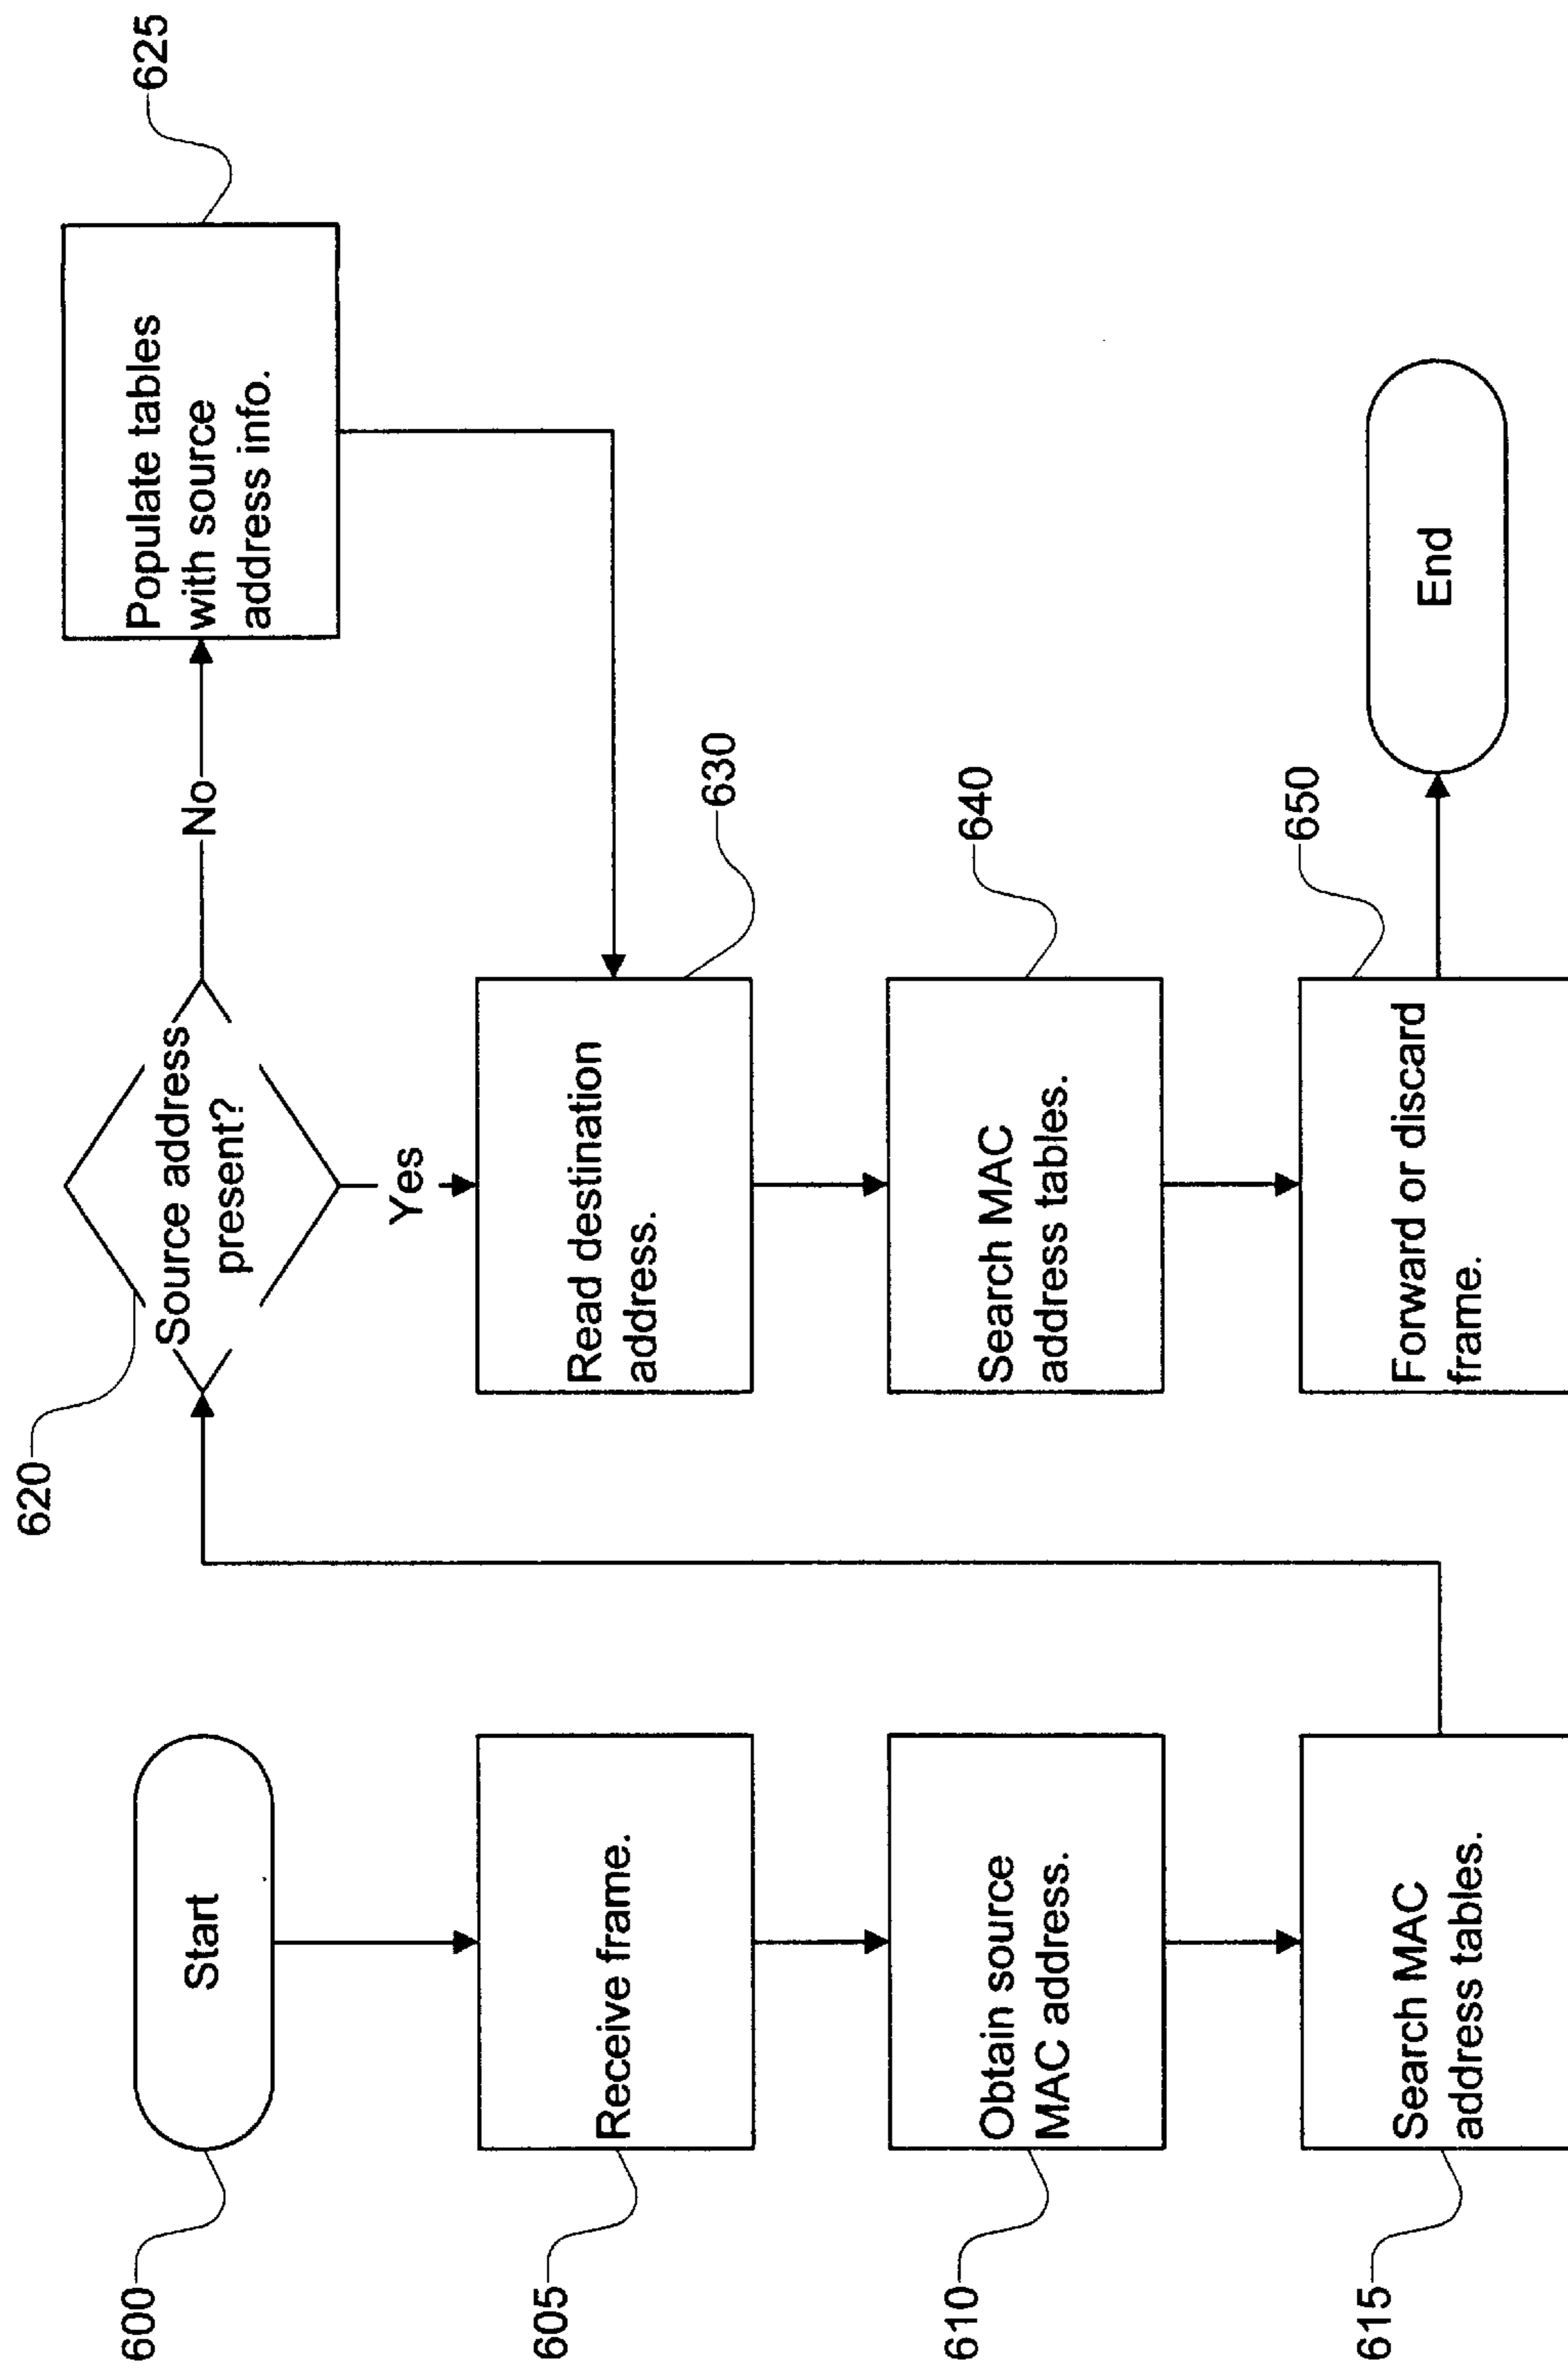 600
Start
605
Receive frame.
610
Obtain source
MAC address.
615
Search MAC
address tables.
620
Source address
present?
No
Yes
625
Populate tables
with source
address info.
630
Read destination
address.
640
Search MAC
address tables.
650
Forward or discard
frame.
End